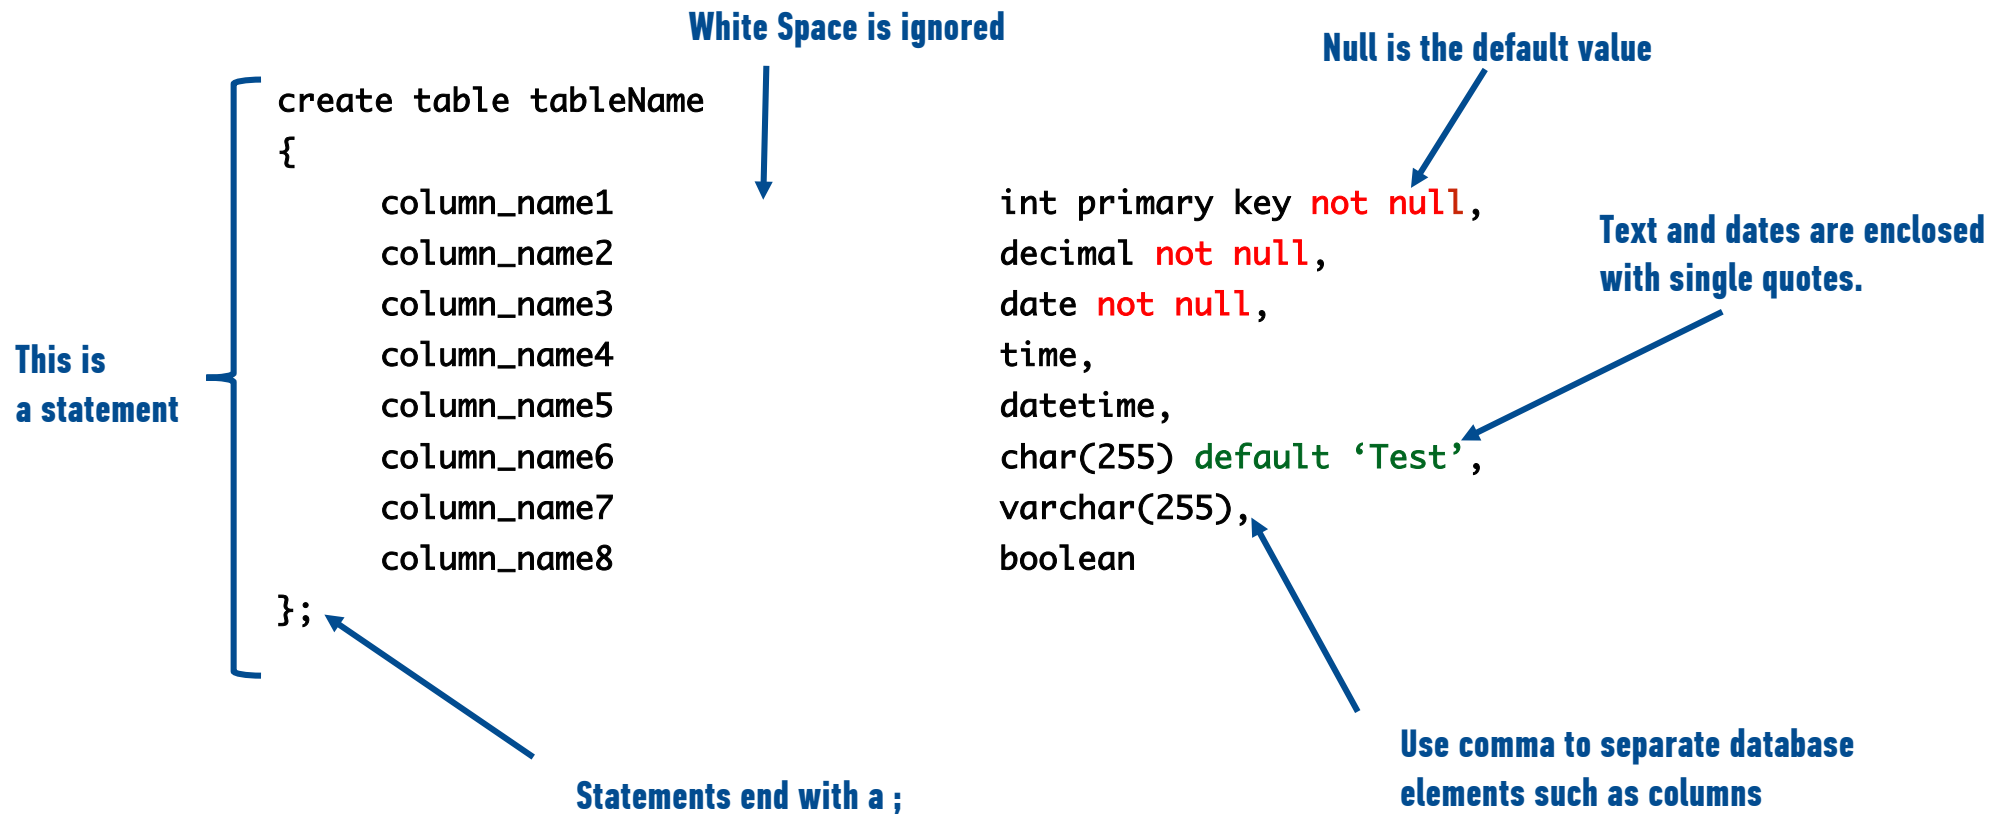 White Space is ignored
Null is the default value
create table tableName
{
column_name1 int primary key not null,
column_name2 decimal not null,
column_name3 date not null,
column_name4 time,
column_name5 datetime,
column_name6 char(255) default ‘Test’,
column_name7 varchar(255),
column_name8 boolean
};
Text and dates are enclosed
with single quotes.
This is
a statement
Statements end with a ;
Use comma to separate database
elements such as columns